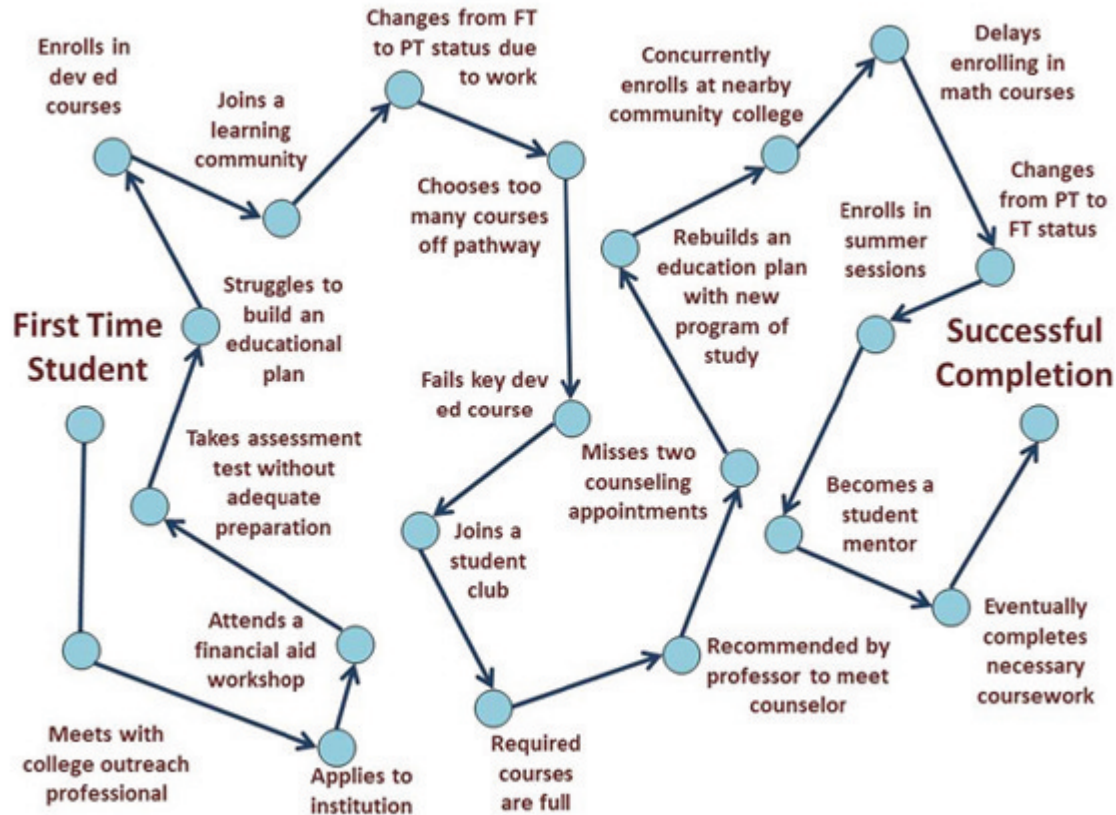 First Time
Student
Meets with
college outreach
professional
Applies to
institution
Attends a
financial aid
workshop
Takes assessment
test without
adequate
preparation
Struggles to
build an
educational
plan
Enrolls in
dev ed
courses
Joins a
learning
community
Changes from FT
to PT status due
to work
Chooses too
many courses
off pathway
Fails key dev
ed course
Joins a
student
club
Required
courses
are full
Recommended by
professor to meet
counselor
Misses two
counseling
appointments
Rebuilds an
education plan
with new
program of
study
Concurrently
enrolls at nearby
community college
Delays
enrolling in
math courses
Changes
from PT to
FT status
Enrolls in
summer
sessions
Becomes a
student
mentor
Eventually
completes
necessary
coursework
Successful
Completion